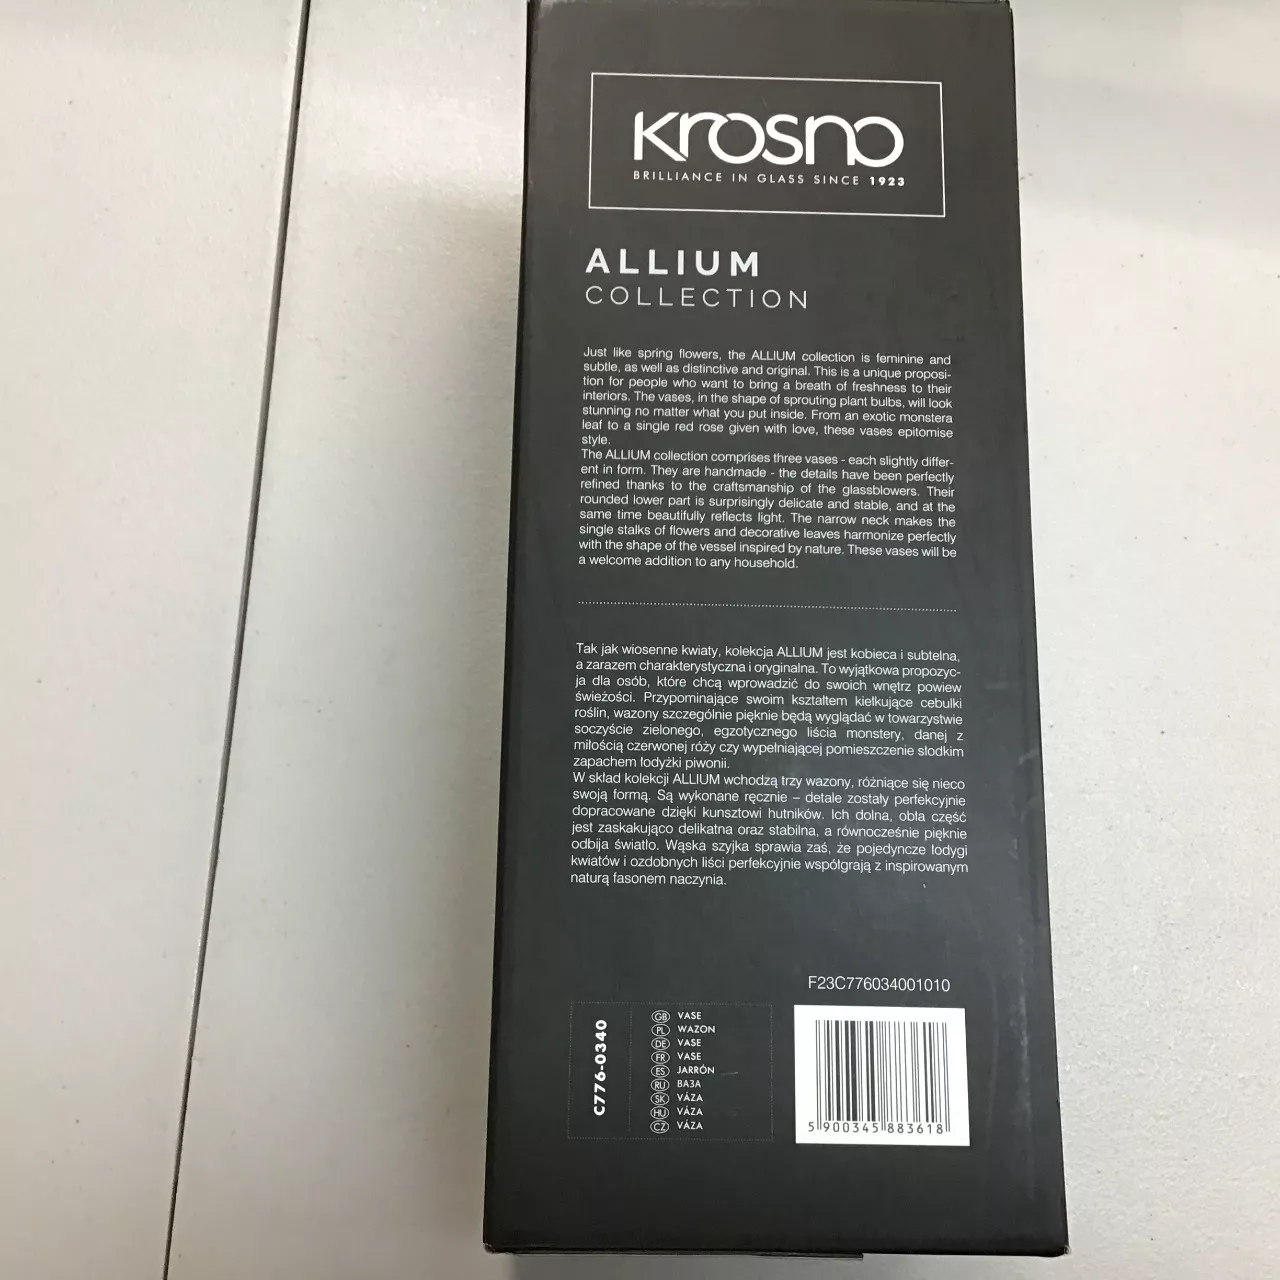 Krosno
BRILLIANCE IN GLASS SINCE 1923
ALLIUM
COLLECTION
Just like spring flowers, the ALLIUM collection is feminine and
subtle, as well as distinctive and original. This is a unique proposi-
tion for people who want to bring a breath of freshness to their
interiors. The vases, in the shape of sprouting plant bulbs, will look
stunning no matter what you put inside. From an exotic monstera
leaf to a single red rose given with love, these vases epitomise
style.
The ALLIUM collection comprises three vases - each slightly differ-
ent in form. They are handmade - the details have been perfectly
refined thanks to the craftsmanship of the glassblowers. Their
rounded lower part is surprisingly delicate and stable, and at the
same time beautifully reflects light. The narrow neck makes the
single stalks of flowers and decorative leaves harmonize perfectly
with the shape of the vessel inspired by nature. These vases will be
a welcome addition to any household.
Tak jak wiosenne kwiaty, kolekcja ALLIUM jest kobieca i subtelna,
a zarazem charakterystyczna i oryginalna. To wyjątkowa propozyc-
ja dla osób, które chcą wprowadzić do swoich wnętrz powiew
świeżości. Przypominające swoim kształtem kiełkujące cebulki
roślin, wazony szczególnie pięknie będą wyglądać w towarzystwie
soczyście zielonego, egzotycznego liścia monstery, danej z
miłością czerwonej róży czy wypełniającej pomieszczenie słodkim
zapachem łodyżki piwonii.
W skład kolekcji ALLIUM wchodzą trzy wazony, różniące się nieco
swoją formą. Są wykonane ręcznie – detale zostały perfekcyjnie
dopracowane dzięki kunsztowi hutników. Ich dolna, obła część
jest zaskakująco delikatna oraz stabilna, a równocześnie pięknie
odbija światło. Wąska szyjka sprawia zaś, że pojedyncze łodygi
kwiatów i ozdobnych liści perfekcyjnie współgrają z inspirowanym
naturą fasonem naczynia.
F23C776034001010
C776-0340
GB VASE
PL WAZON
DE VASE
FR VASE
ES JARRÓN
RU ВАЗА
SK VÁZA
HU VÁZA
CZ VÁZA
5 900345 883618